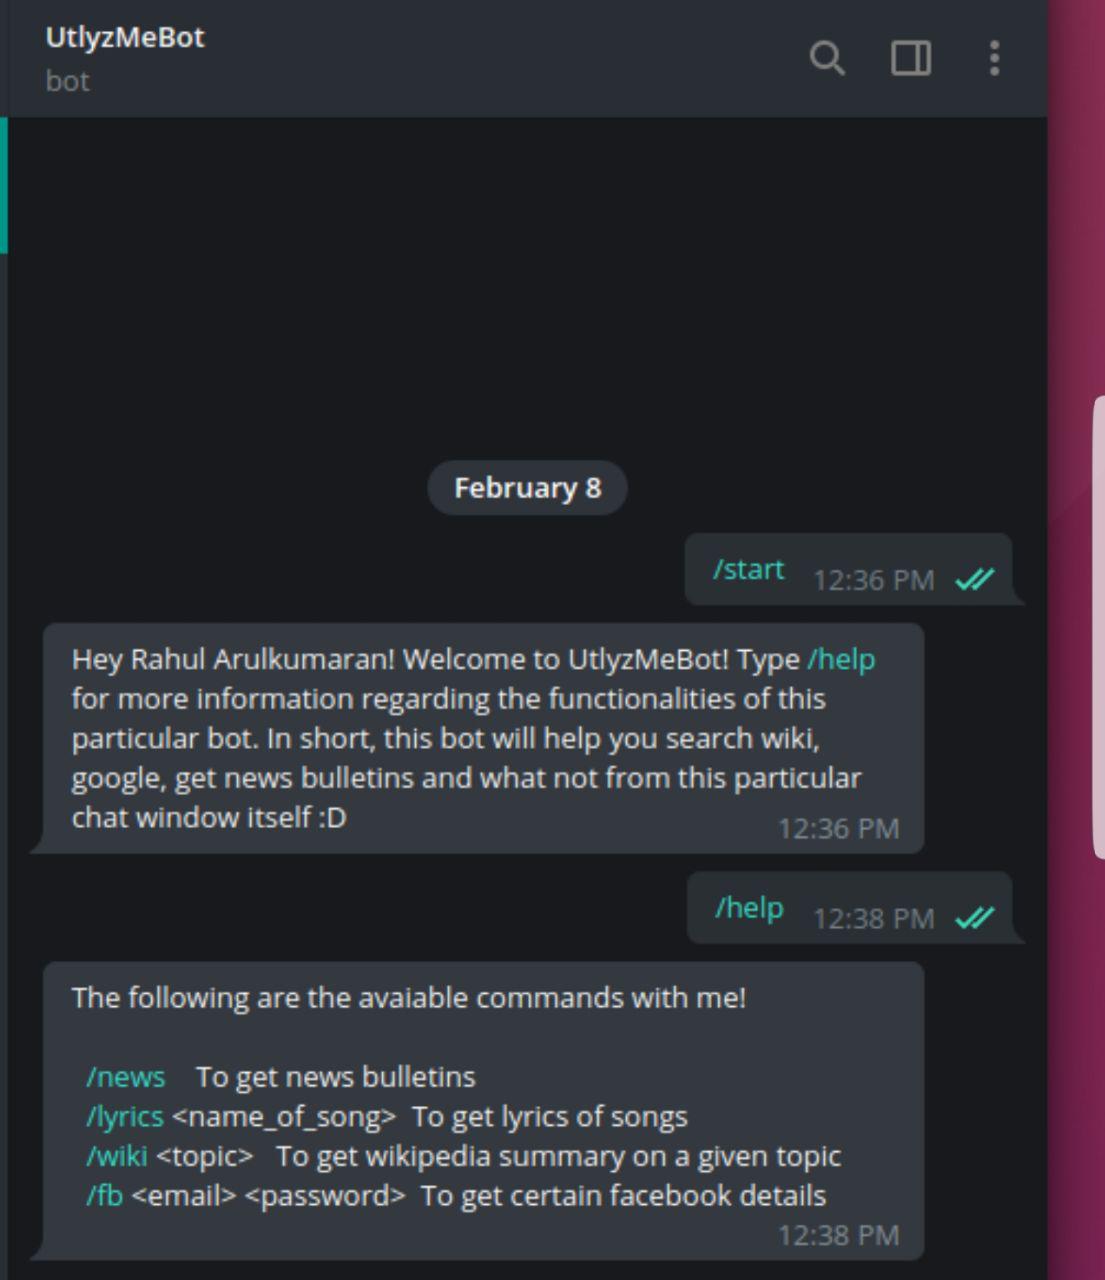 UtlyzMeBot
bot
February 8
/start 12:36 PM
Hey Rahul Arulkumaran! Welcome to UtlyzMeBot! Type /help
for more information regarding the functionalities of this
particular bot. In short, this bot will help you search wiki,
google, get news bulletins and what not from this particular
chat window itself :D
12:36 PM
/help 12:38 PM
The following are the avaiable commands with me!
/news To get news bulletins
/lyrics <name_of_song> To get lyrics of songs
/wiki <topic> To get wikipedia summary on a given topic
/fb <email> <password> To get certain facebook details
12:38 PM